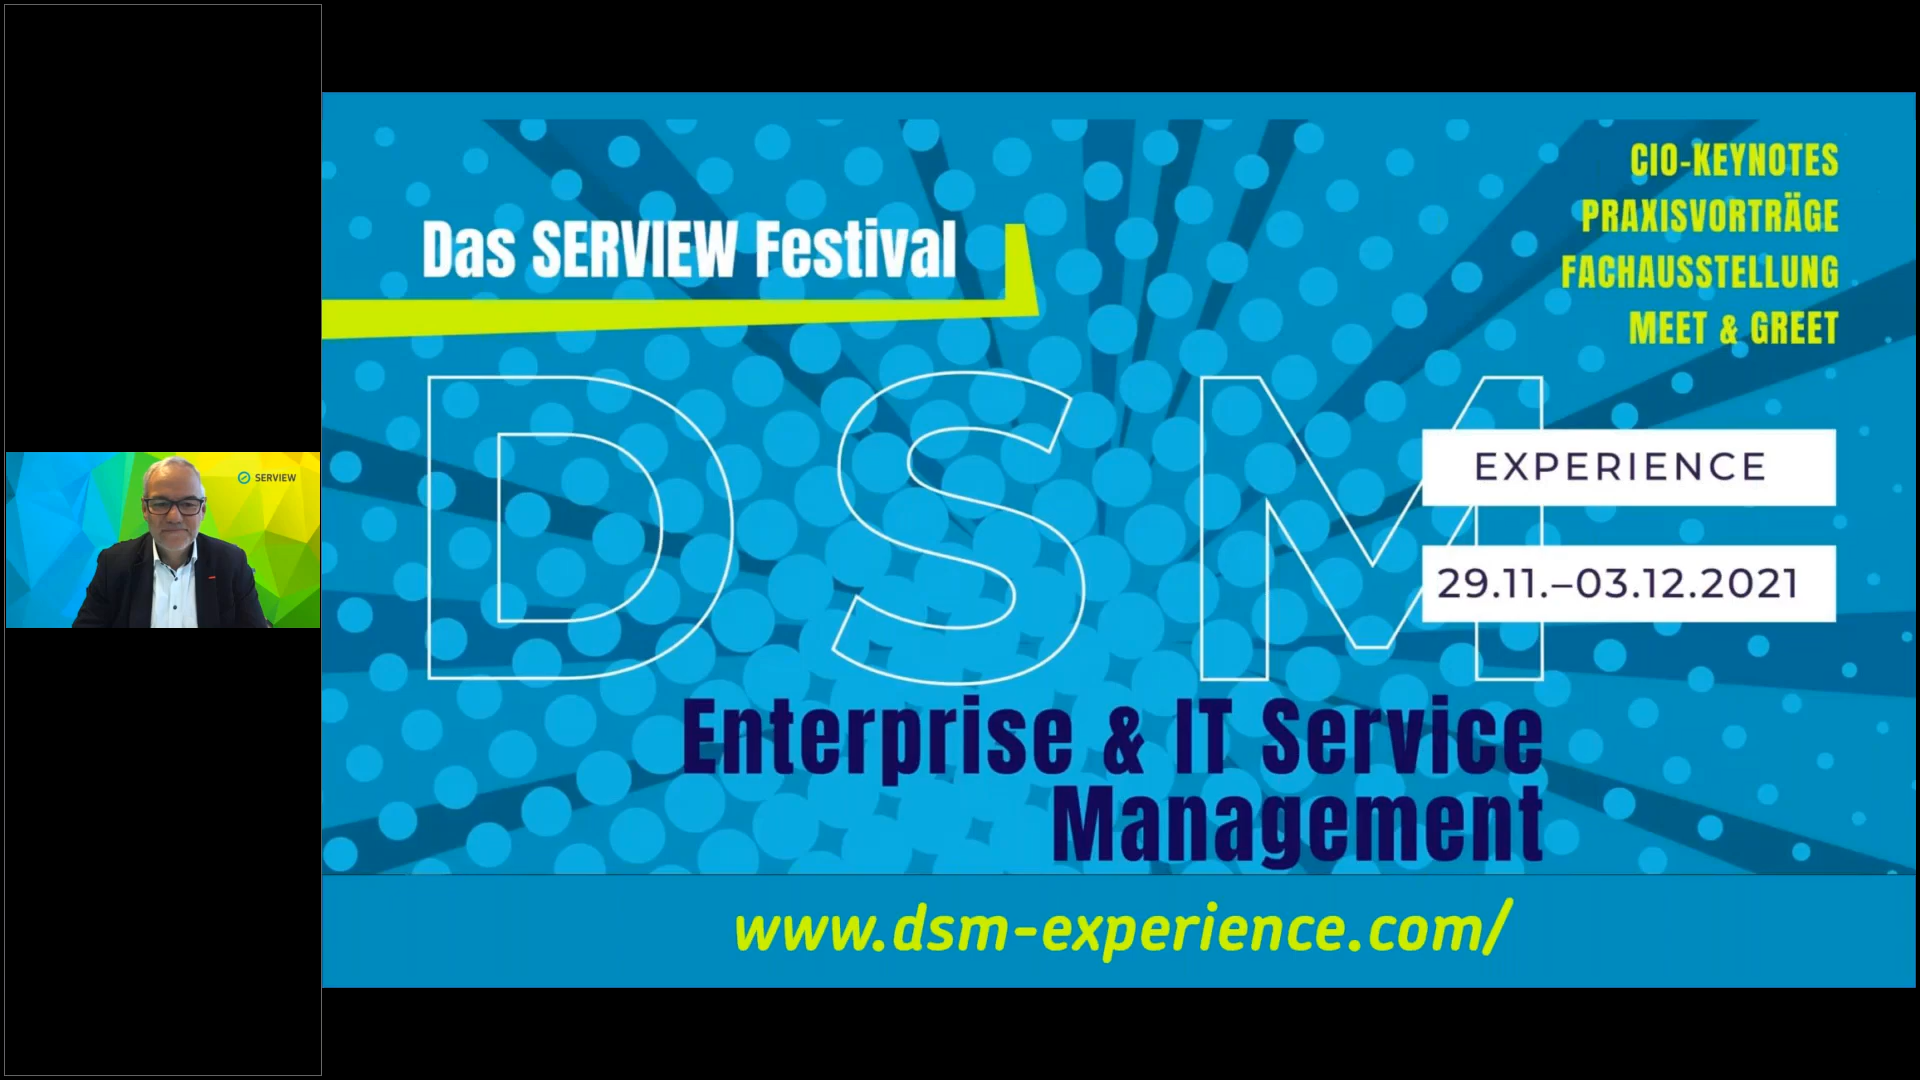 SERVIEW
CIO-KEYNOTES
PRAXISVORTRÄGE
FACHAUSSTELLUNG
MEET & GREET
Das SERVIEW Festival
DSM
EXPERIENCE
29.11.–03.12.2021
Enterprise & IT Service
Management
www.dsm-experience.com/